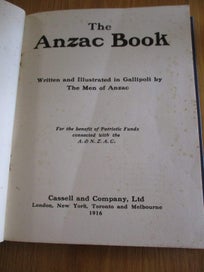 The
Anzac Book
Written and Illustrated in Gallipoli by
The Men of Anzac
For the benefit of Patriotic Funds
connected with the
A. & N. Z. A. C.
Cassell and Company, Ltd
London, New York, Toronto and Melbourne
1916